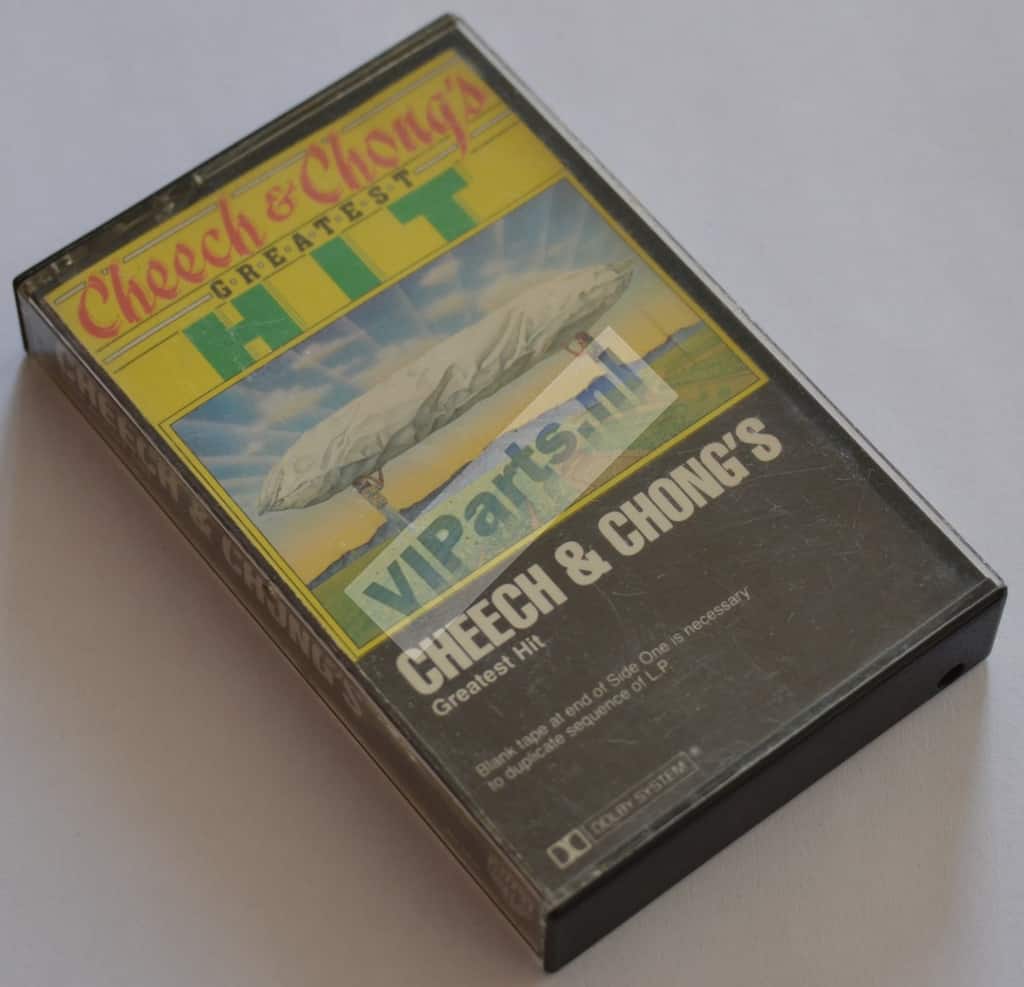 Cheech & Chong's
G·R·E·A·T·E·S·T
HIT
VIParts.nl
CHEECH & CHONG'S
Greatest Hit
Blank tape at end of Side One is necessary
to duplicate sequence of L.P.
DOLBY SYSTEM®
CHEECH & CHONG'S